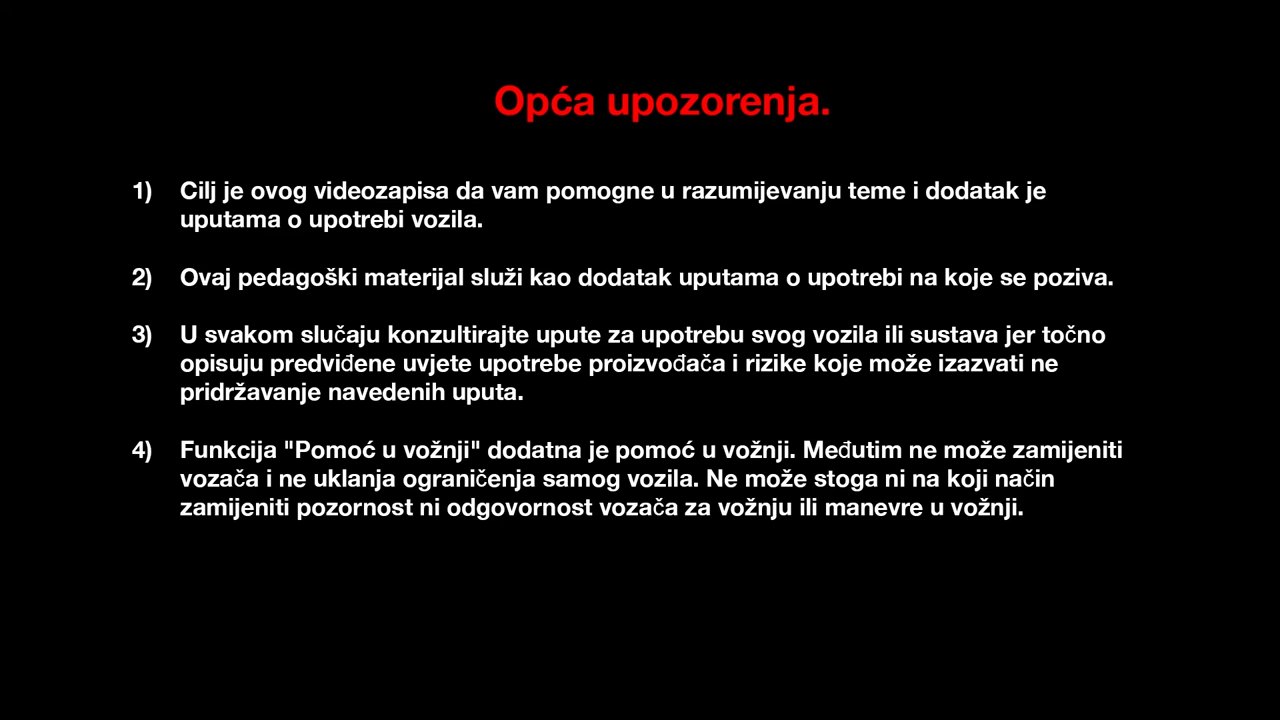 Opća upozorenja.
1) Cilj je ovog videozapisa da vam pomogne u razumijevanju teme i dodatak je
uputama o upotrebi vozila.
2) Ovaj pedagoški materijal služi kao dodatak uputama o upotrebi na koje se poziva.
3) U svakom slučaju konzultirajte upute za upotrebu svog vozila ili sustava jer točno
opisuju predviđene uvjete upotrebe proizvođača i rizike koje može izazvati ne
pridržavanje navedenih uputa.
4) Funkcija "Pomoć u vožnji" dodatna je pomoć u vožnji. Međutim ne može zamijeniti
vozača i ne uklanja ograničenja samog vozila. Ne može stoga ni na koji način
zamijeniti pozornost ni odgovornost vozača za vožnju ili manevre u vožnji.